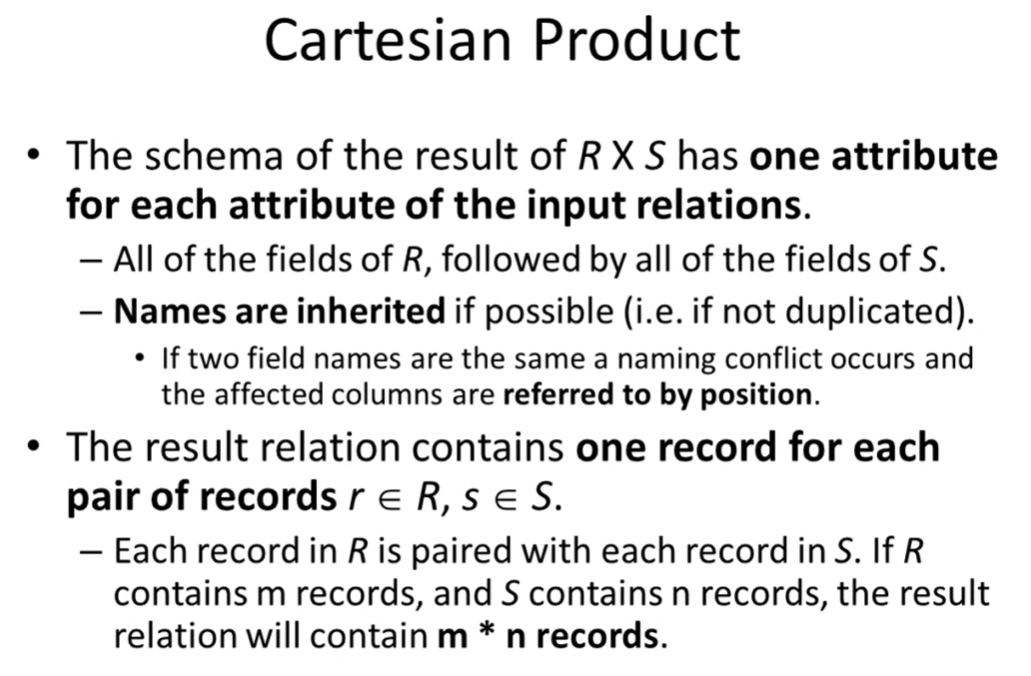 Cartesian Product
• The schema of the result of R X S has one attribute
for each attribute of the input relations.
– All of the fields of R, followed by all of the fields of S.
– Names are inherited if possible (i.e. if not duplicated).
• If two field names are the same a naming conflict occurs and
the affected columns are referred to by position.
• The result relation contains one record for each
pair of records r ∈ R, s ∈ S.
– Each record in R is paired with each record in S. If R
contains m records, and S contains n records, the result
relation will contain m * n records.